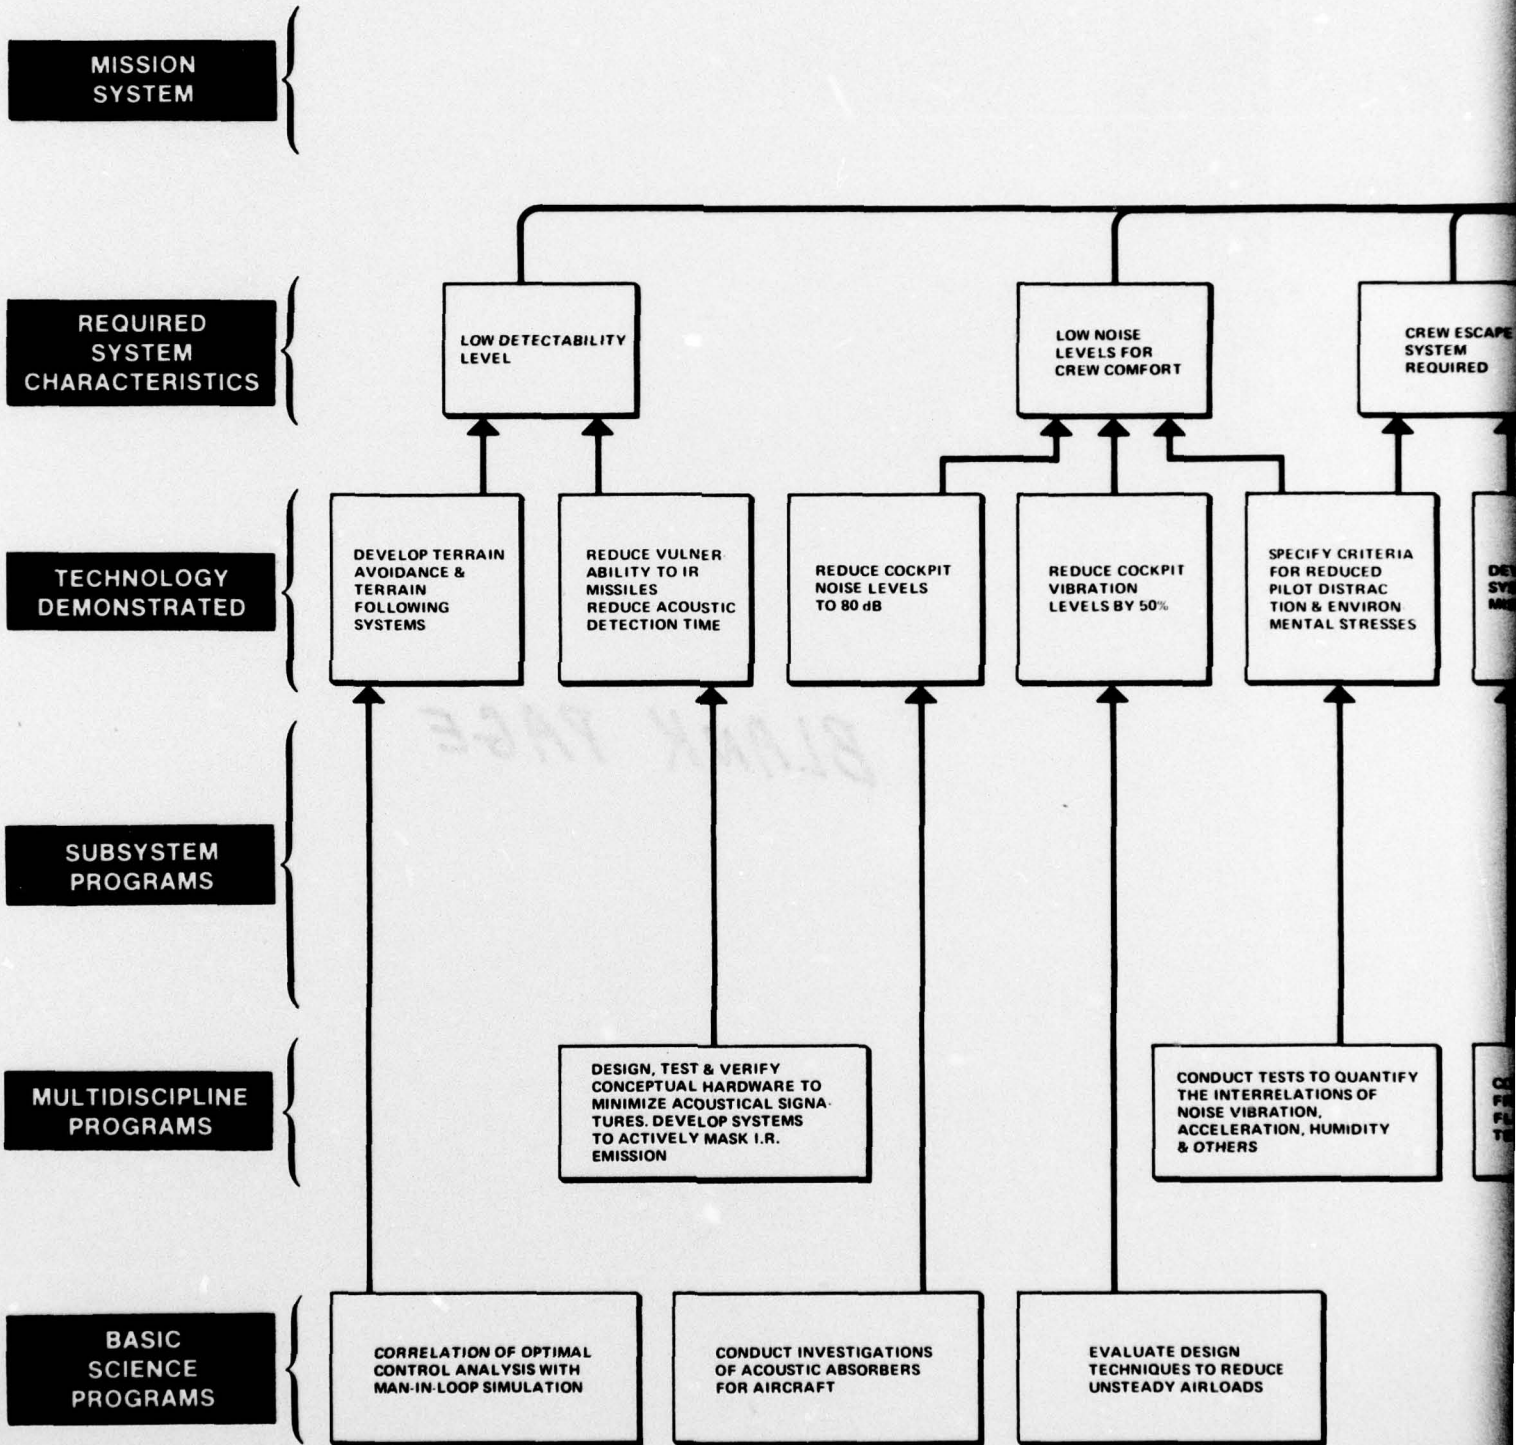 MISSION
SYSTEM
REQUIRED
SYSTEM
CHARACTERISTICS
LOW DETECTABILITY
LEVEL
LOW NOISE
LEVELS FOR
CREW COMFORT
CREW ESCAPE
SYSTEM
REQUIRED
TECHNOLOGY
DEMONSTRATED
DEVELOP TERRAIN
AVOIDANCE &
TERRAIN
FOLLOWING
SYSTEMS
REDUCE VULNER-
ABILITY TO IR
MISSILES
REDUCE ACOUSTIC
DETECTION TIME
REDUCE COCKPIT
NOISE LEVELS
TO 80 dB
REDUCE COCKPIT
VIBRATION
LEVELS BY 50%
SPECIFY CRITERIA
FOR REDUCED
PILOT DISTRAC
TION & ENVIRON
MENTAL STRESSES
BLANK PAGE
SUBSYSTEM
PROGRAMS
MULTIDISCIPLINE
PROGRAMS
DESIGN, TEST & VERIFY
CONCEPTUAL HARDWARE TO
MINIMIZE ACOUSTICAL SIGNA-
TURES. DEVELOP SYSTEMS
TO ACTIVELY MASK I.R.
EMISSION
CONDUCT TESTS TO QUANTIFY
THE INTERRELATIONS OF
NOISE VIBRATION,
ACCELERATION, HUMIDITY
& OTHERS
BASIC
SCIENCE
PROGRAMS
CORRELATION OF OPTIMAL
CONTROL ANALYSIS WITH
MAN-IN-LOOP SIMULATION
CONDUCT INVESTIGATIONS
OF ACOUSTIC ABSORBERS
FOR AIRCRAFT
EVALUATE DESIGN
TECHNIQUES TO REDUCE
UNSTEADY AIRLOADS